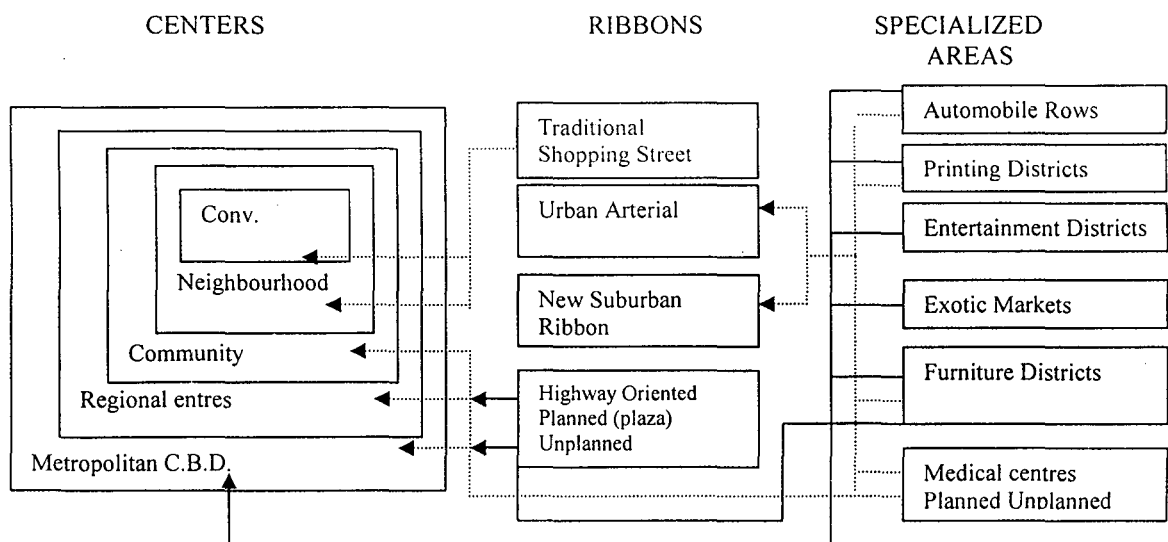 CENTERS
RIBBONS
SPECIALIZED
AREAS
Conv.
Neighbourhood
Community
Regional entres
Metropolitan C.B.D.
Traditional
Shopping Street
Urban Arterial
New Suburban
Ribbon
Highway Oriented
Planned (plaza)
Unplanned
Automobile Rows
Printing Districts
Entertainment Districts
Exotic Markets
Furniture Districts
Medical centres
Planned Unplanned